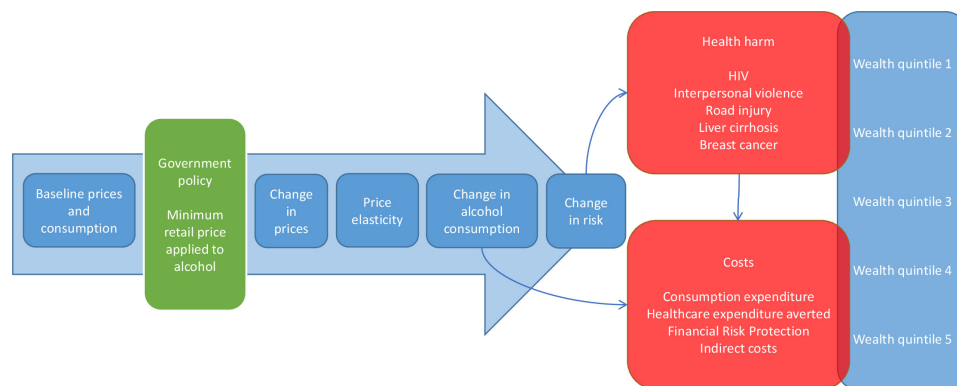 Baseline prices
and
consumption
Government
policy
Minimum
retail price
applied to
alcohol
Change
in
prices
Price
elasticity
Change in
alcohol
consumption
Change
in risk
Health harm
HIV
Interpersonal violence
Road injury
Liver cirrhosis
Breast cancer
Costs
Consumption expenditure
Healthcare expenditure averted
Financial Risk Protection
Indirect costs
Wealth quintile 1
Wealth quintile 2
Wealth quintile 3
Wealth quintile 4
Wealth quintile 5